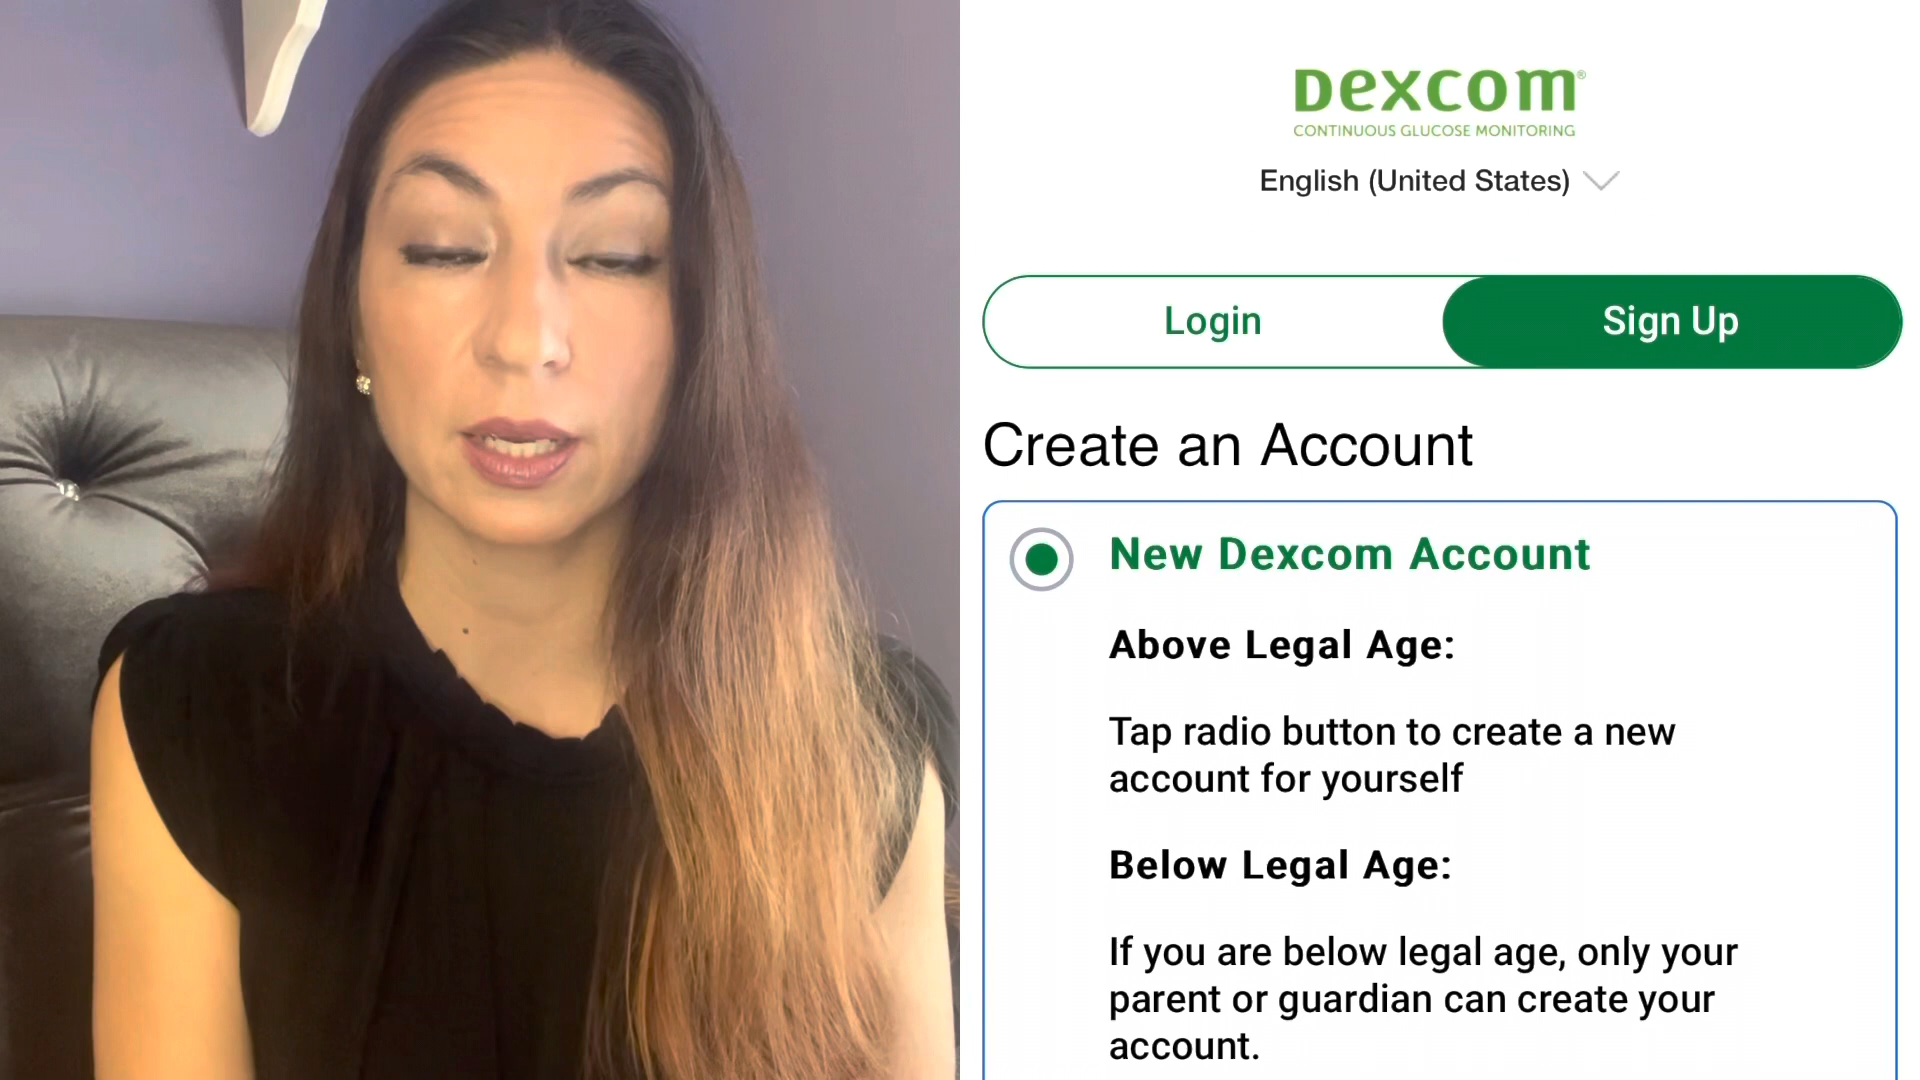 Dexcom®
CONTINUOUS GLUCOSE MONITORING
English (United States)
Login
Sign Up
Create an Account
New Dexcom Account
Above Legal Age:
Tap radio button to create a new
account for yourself
Below Legal Age:
If you are below legal age, only your
parent or guardian can create your
account.